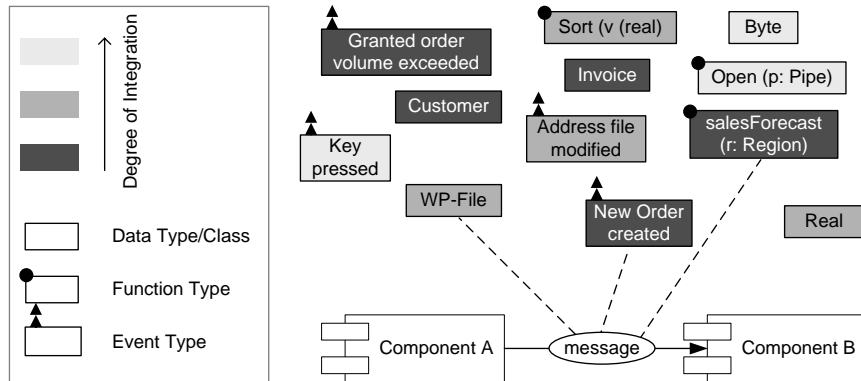 Degree of Integration
Data Type/Class
Function Type
Event Type
Granted order
volume exceeded
Sort (v (real)
Byte
Invoice
Open (p: Pipe)
Customer
Key
pressed
Address file
modified
salesForecast
(r: Region)
WP-File
New Order
created
Real
Component A
message
Component B